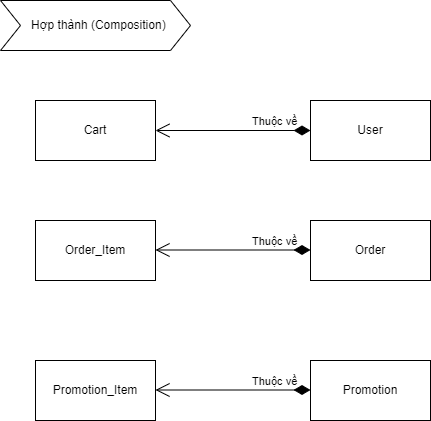 Hợp thành (Composition)
Thuộc về
Cart
User
Thuộc về
Order_Item
Order
Thuộc về
Promotion_Item
Promotion